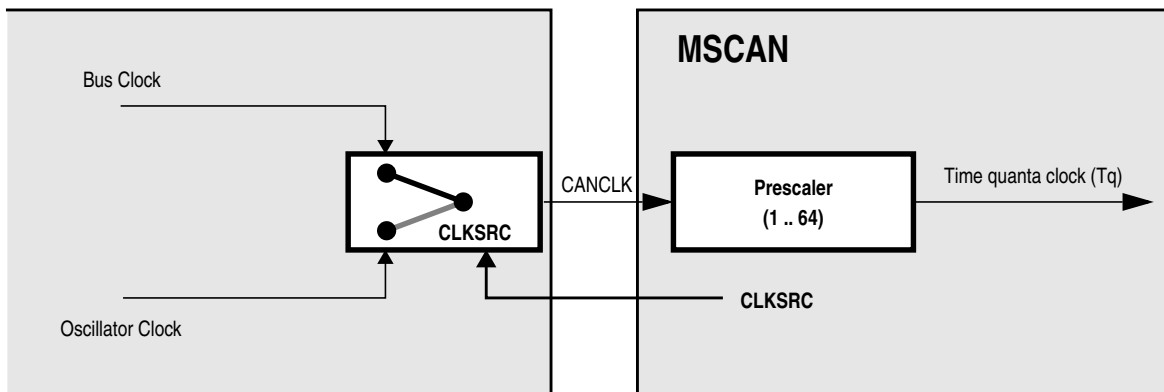 MSCAN
Bus Clock
CANCLK
Time quanta clock (Tq)
Prescaler
(1 .. 64)
CLKSRC
CLKSRC
Oscillator Clock